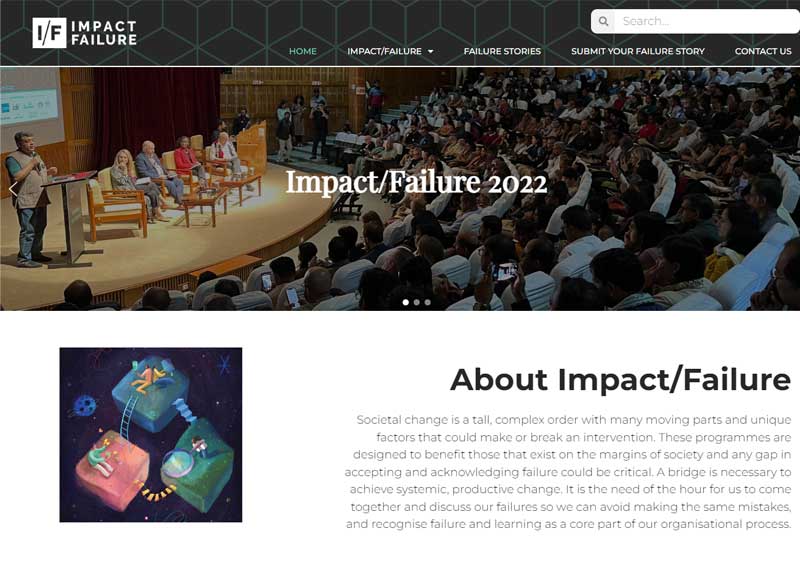 I/F IMPACT
FAILURE
Search...
HOME IMPACT/FAILURE FAILURE STORIES SUBMIT YOUR FAILURE STORY CONTACT US
Impact/Failure 2022
About Impact/Failure
Societal change is a tall, complex order with many moving parts and unique
factors that could make or break an intervention. These programmes are
designed to benefit those that exist on the margins of society and any gap in
accepting and acknowledging failure could be critical. A bridge is necessary to
achieve systemic, productive change. It is the need of the hour for us to come
together and discuss our failures so we can avoid making the same mistakes,
and recognise failure and learning as a core part of our organisational process.